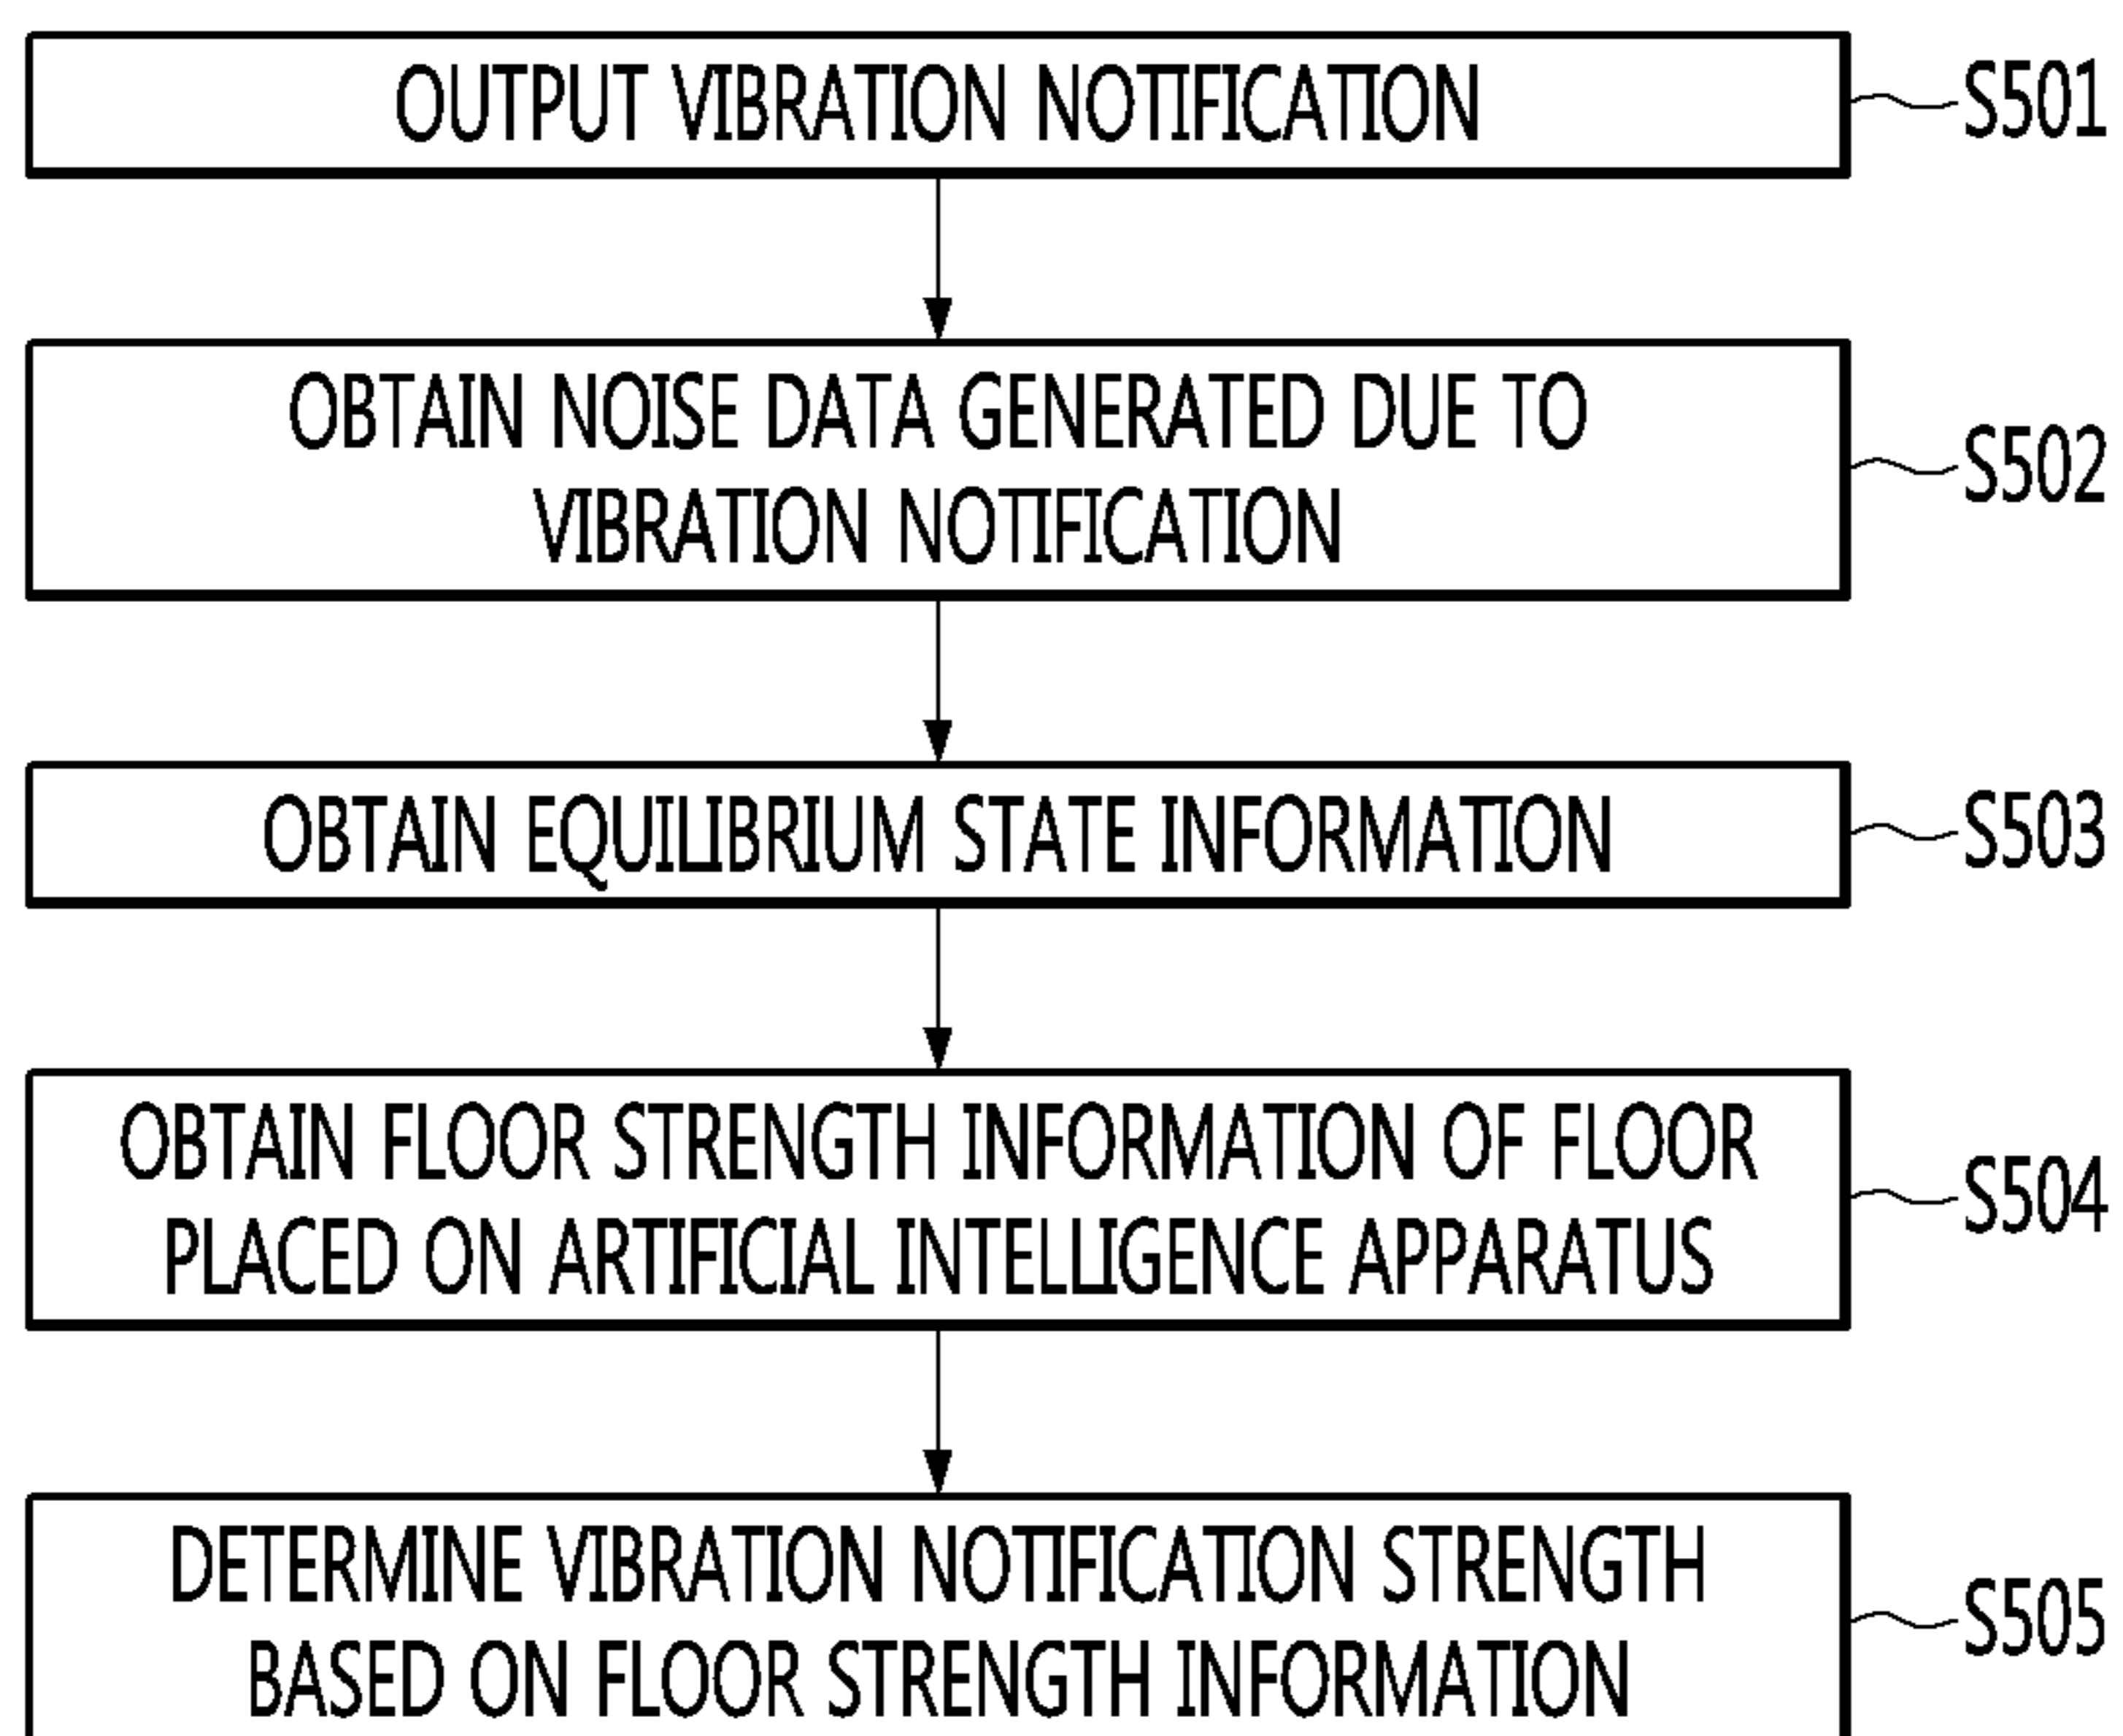 OUTPUT VIBRATION NOTIFICATION
S501
OBTAIN NOISE DATA GENERATED DUE TO
VIBRATION NOTIFICATION
S502
OBTAIN EQUILIBRIUM STATE INFORMATION
S503
OBTAIN FLOOR STRENGTH INFORMATION OF FLOOR
PLACED ON ARTIFICIAL INTELLIGENCE APPARATUS
S504
DETERMINE VIBRATION NOTIFICATION STRENGTH
BASED ON FLOOR STRENGTH INFORMATION
S505